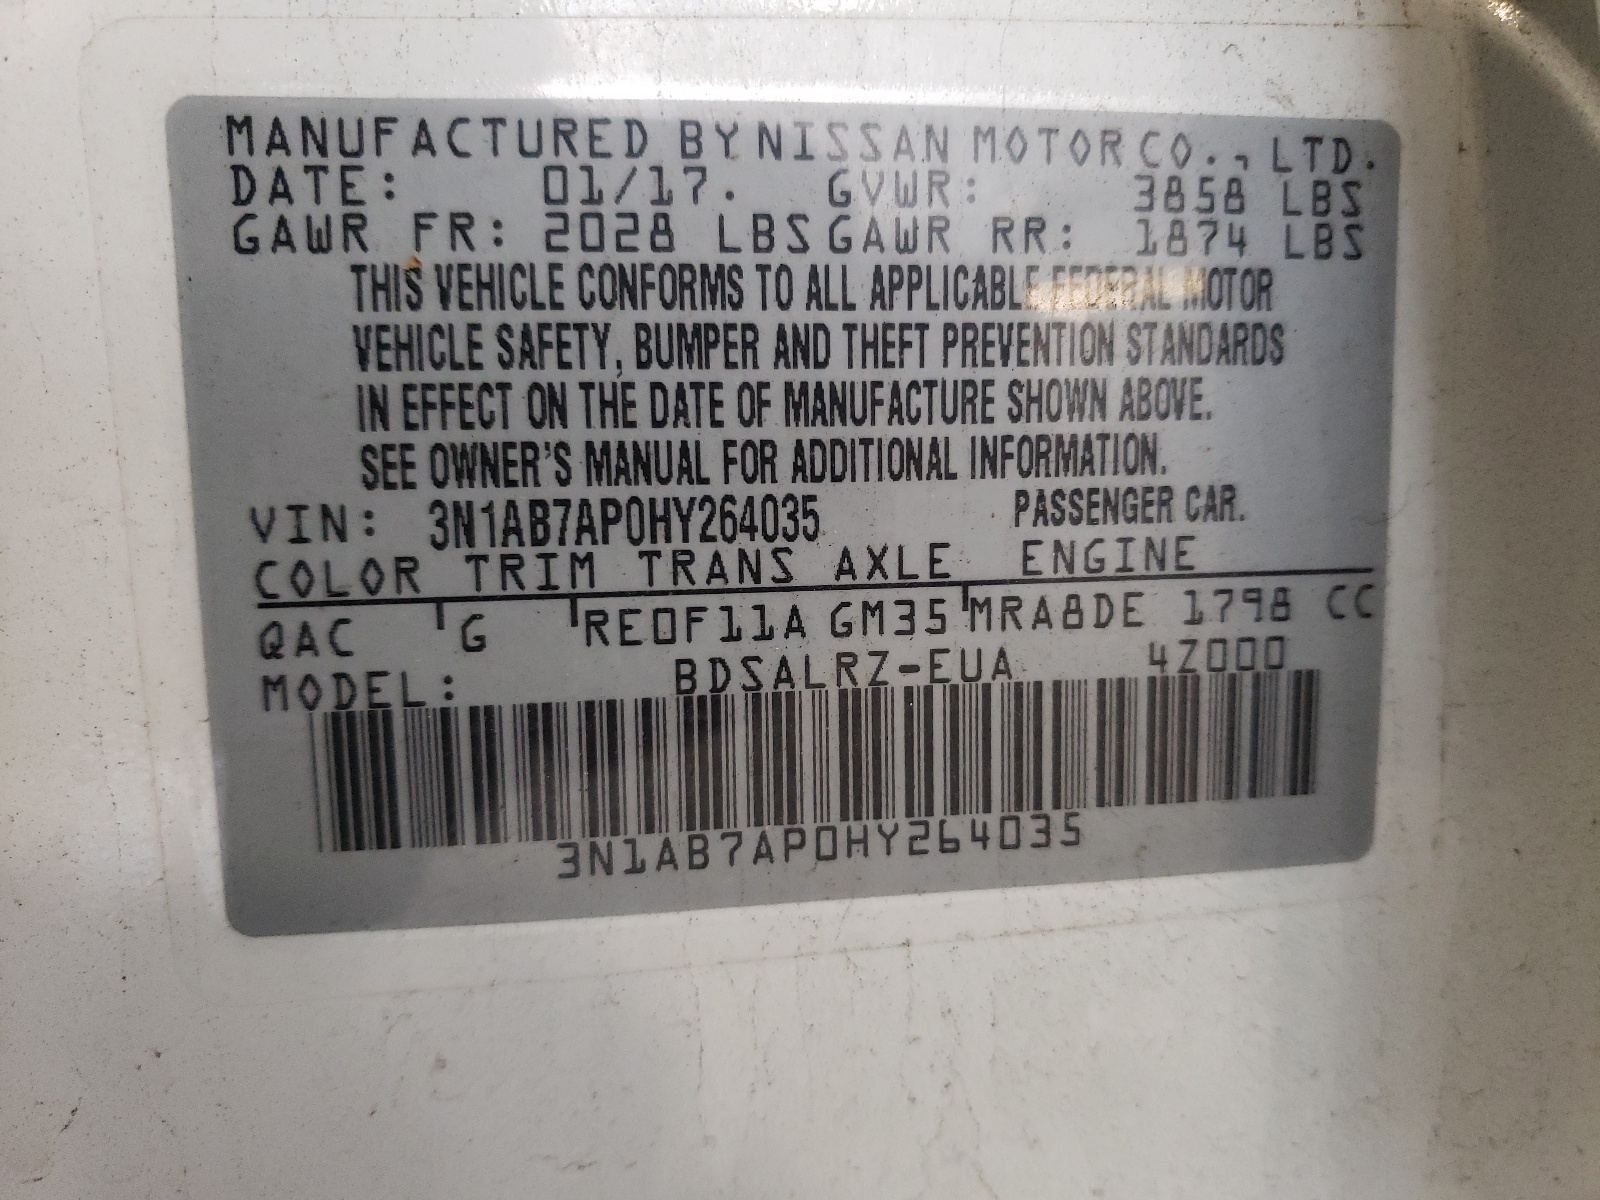 MANUFACTURED BY NISSAN MOTOR CO., LTD.
DATE: 01/17. GVWR: 3858 LBS
GAWR FR: 2028 LBS GAWR RR: 1874 LBS
THIS VEHICLE CONFORMS TO ALL APPLICABLE FEDERAL MOTOR
VEHICLE SAFETY, BUMPER AND THEFT PREVENTION STANDARDS
IN EFFECT ON THE DATE OF MANUFACTURE SHOWN ABOVE.
SEE OWNER'S MANUAL FOR ADDITIONAL INFORMATION.
VIN: 3N1AB7AP0HY264035 PASSENGER CAR.
COLOR TRIM TRANS AXLE ENGINE
QAC G RE0F11A GM35 MRA8DE 1798 CC
MODEL: BDSALRZ-EUA 4Z000
3N1AB7AP0HY264035